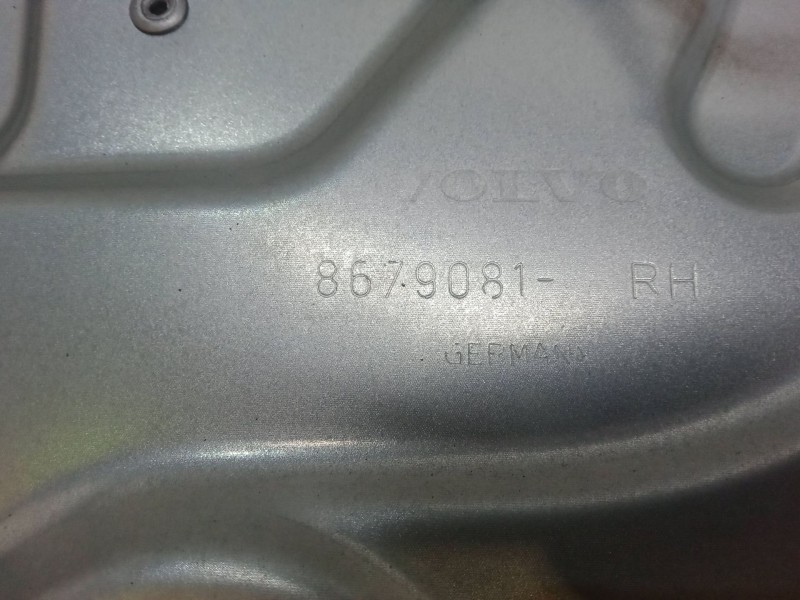 VOLVO
8679081- RH
GERMANY